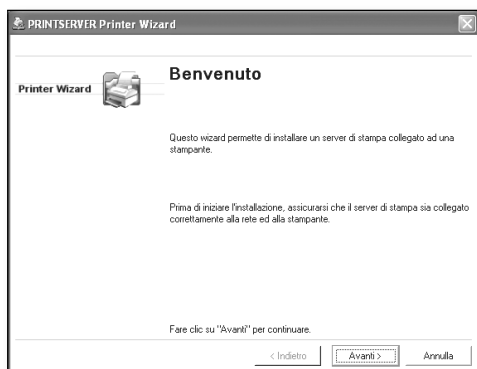 PRINTSERVER Printer Wizard
Printer Wizard
Benvenuto
Questo wizard permette di installare un server di stampa collegato ad una
stampante.
Prima di iniziare l'installazione, assicurarsi che il server di stampa sia collegato
correttamente alla rete ed alla stampante.
Fare clic su "Avanti" per continuare.
< Indietro
Avanti >
Annulla